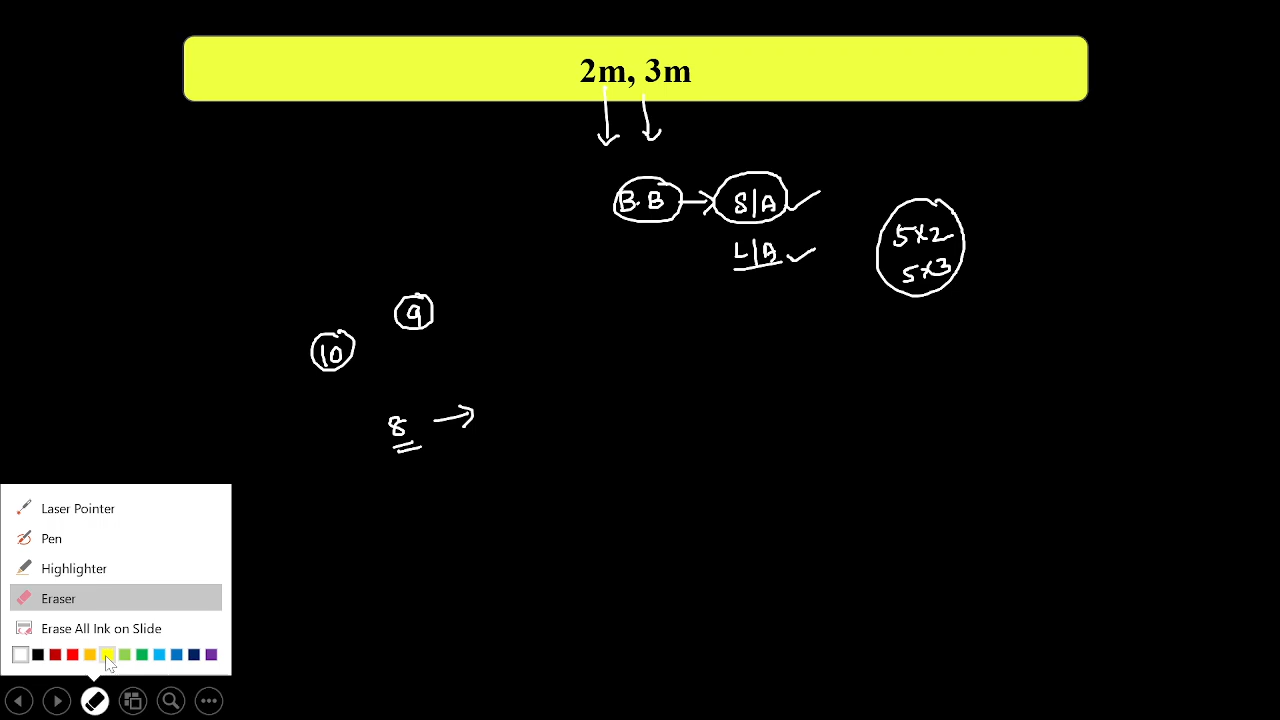 2m, 3m
B.B → S|A ✓
L|A ✓
5x2
5x3
9
10
8 →
Laser Pointer
Pen
Highlighter
Eraser
Erase All Ink on Slide